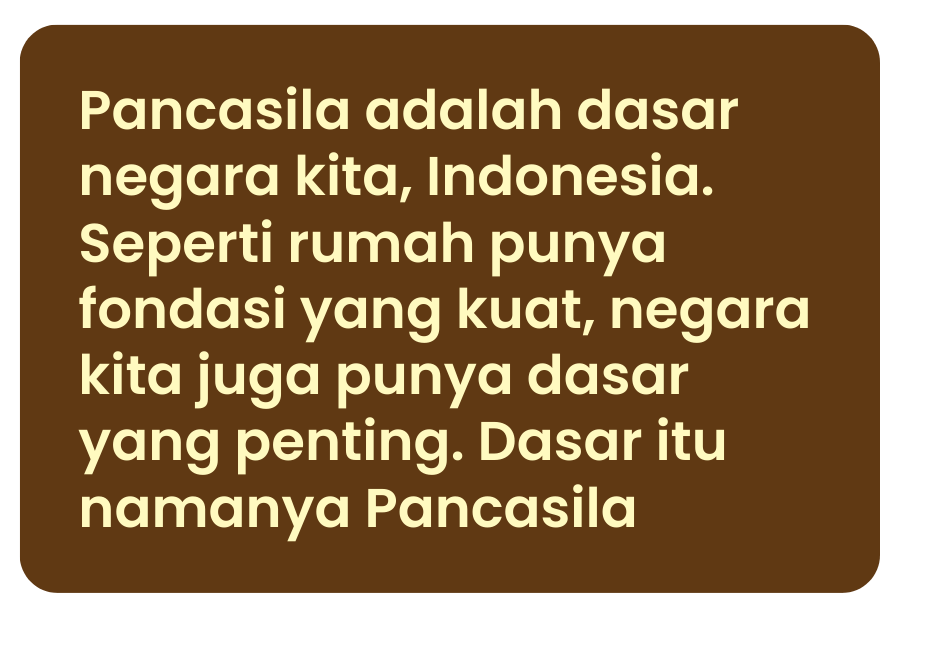 Pancasila adalah dasar
negara kita, Indonesia.
Seperti rumah punya
fondasi yang kuat, negara
kita juga punya dasar
yang penting. Dasar itu
namanya Pancasila